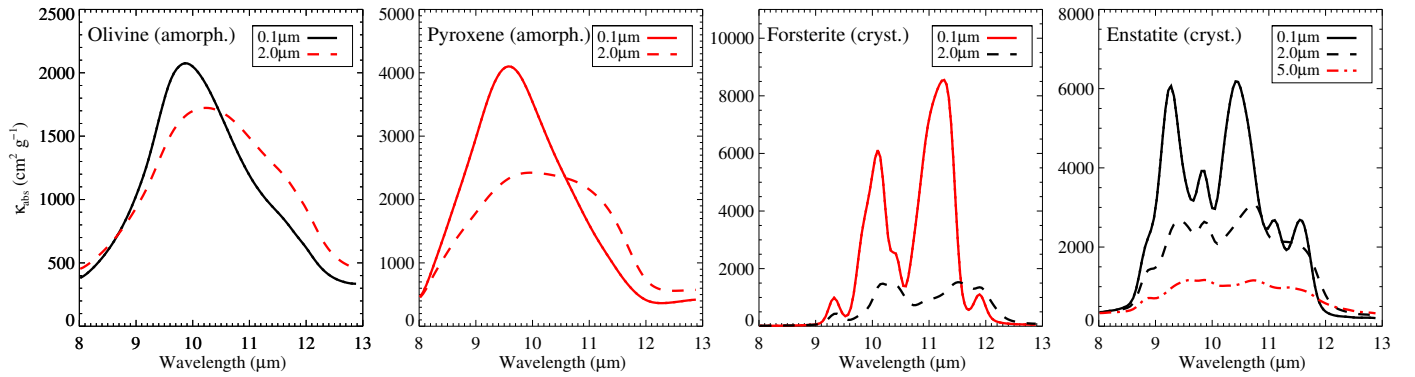 Olivine (amorph.)
0.1μm
2.0μm
2500
2000
1500
1000
500
0
κabs (cm² g⁻¹)
8 9 10 11 12 13
Wavelength (μm)
Pyroxene (amorph.)
0.1μm
2.0μm
5000
4000
3000
2000
1000
0
8 9 10 11 12 13
Wavelength (μm)
Forsterite (cryst.)
0.1μm
2.0μm
10000
8000
6000
4000
2000
0
8 9 10 11 12 13
Wavelength (μm)
Enstatite (cryst.)
0.1μm
2.0μm
5.0μm
8000
6000
4000
2000
0
8 9 10 11 12 13
Wavelength (μm)